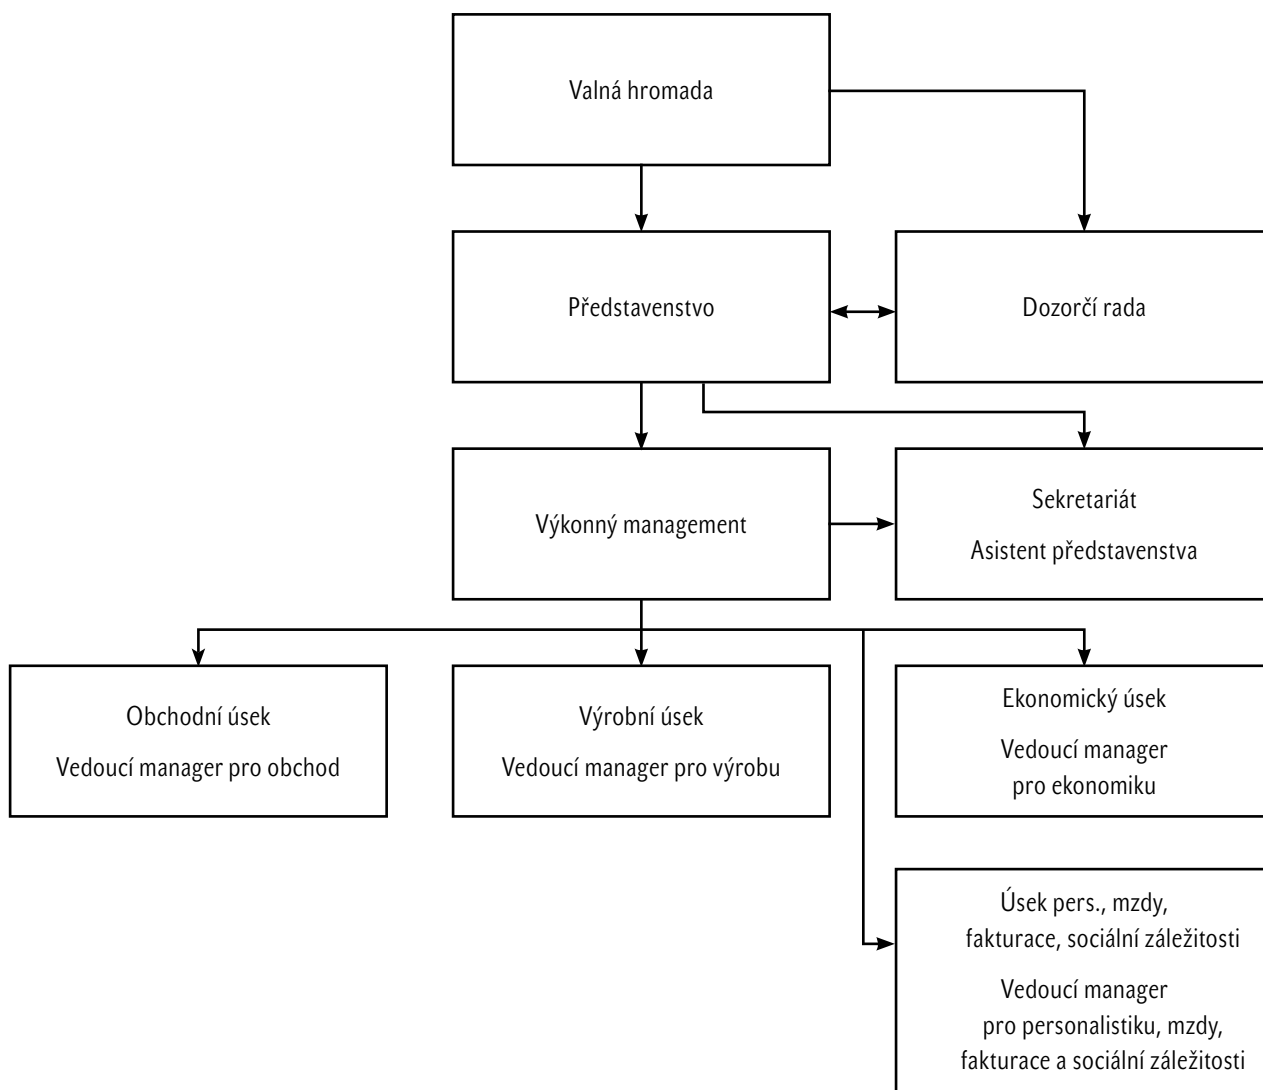 Valná hromada
Představenstvo
Dozorčí rada
Výkonný management
Sekretariát
Asistent představenstva
Obchodní úsek
Vedoucí manager pro obchod
Výrobní úsek
Vedoucí manager pro výrobu
Ekonomický úsek
Vedoucí manager
pro ekonomiku
Úsek pers., mzdy,
fakturace, sociální záležitosti
Vedoucí manager
pro personalistiku, mzdy,
fakturace a sociální záležitosti